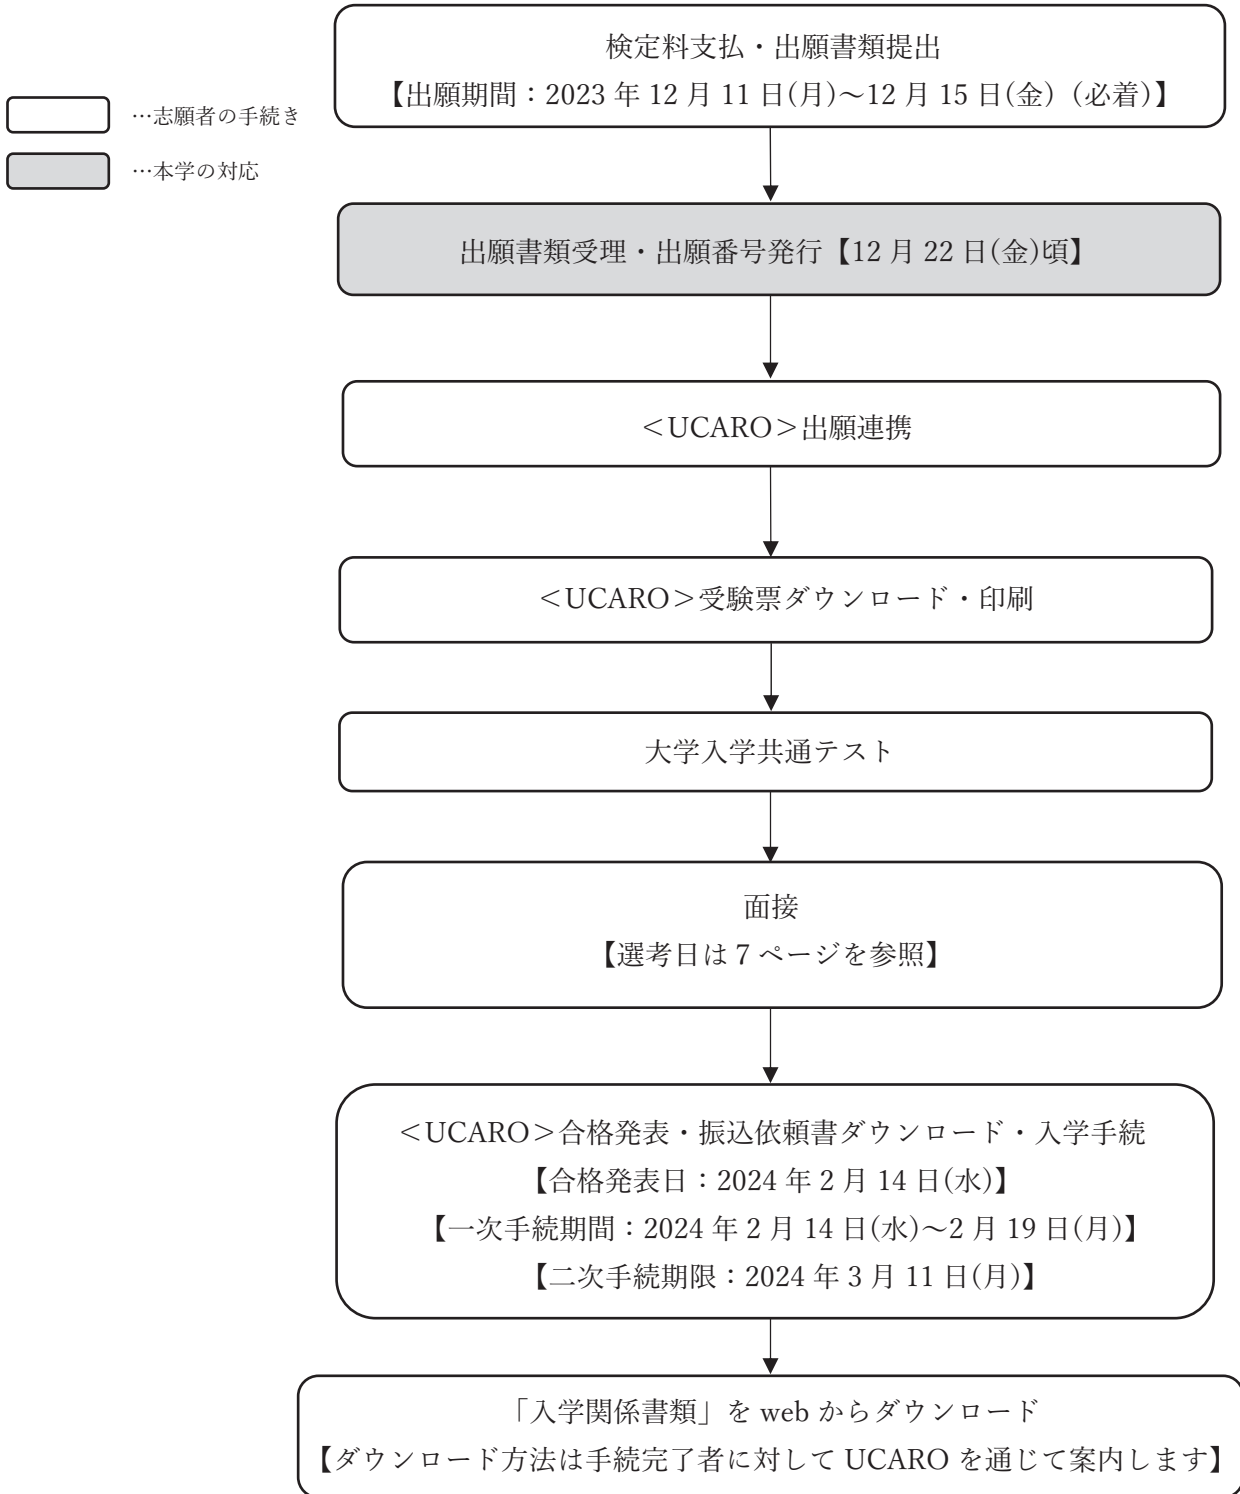 検定料支払・出願書類提出
【出願期間：2023 年 12 月 11 日(月)～12 月 15 日(金)（必着）】
…志願者の手続き
…本学の対応
出願書類受理・出願番号発行【12 月 22 日(金)頃】
＜UCARO＞出願連携
＜UCARO＞受験票ダウンロード・印刷
大学入学共通テスト
面接
【選考日は 7 ページを参照】
＜UCARO＞合格発表・振込依頼書ダウンロード・入学手続
【合格発表日：2024 年 2 月 14 日(水)】
【一次手続期間：2024 年 2 月 14 日(水)～2 月 19 日(月)】
【二次手続期限：2024 年 3 月 11 日(月)】
「入学関係書類」を web からダウンロード
【ダウンロード方法は手続完了者に対して UCARO を通じて案内します】